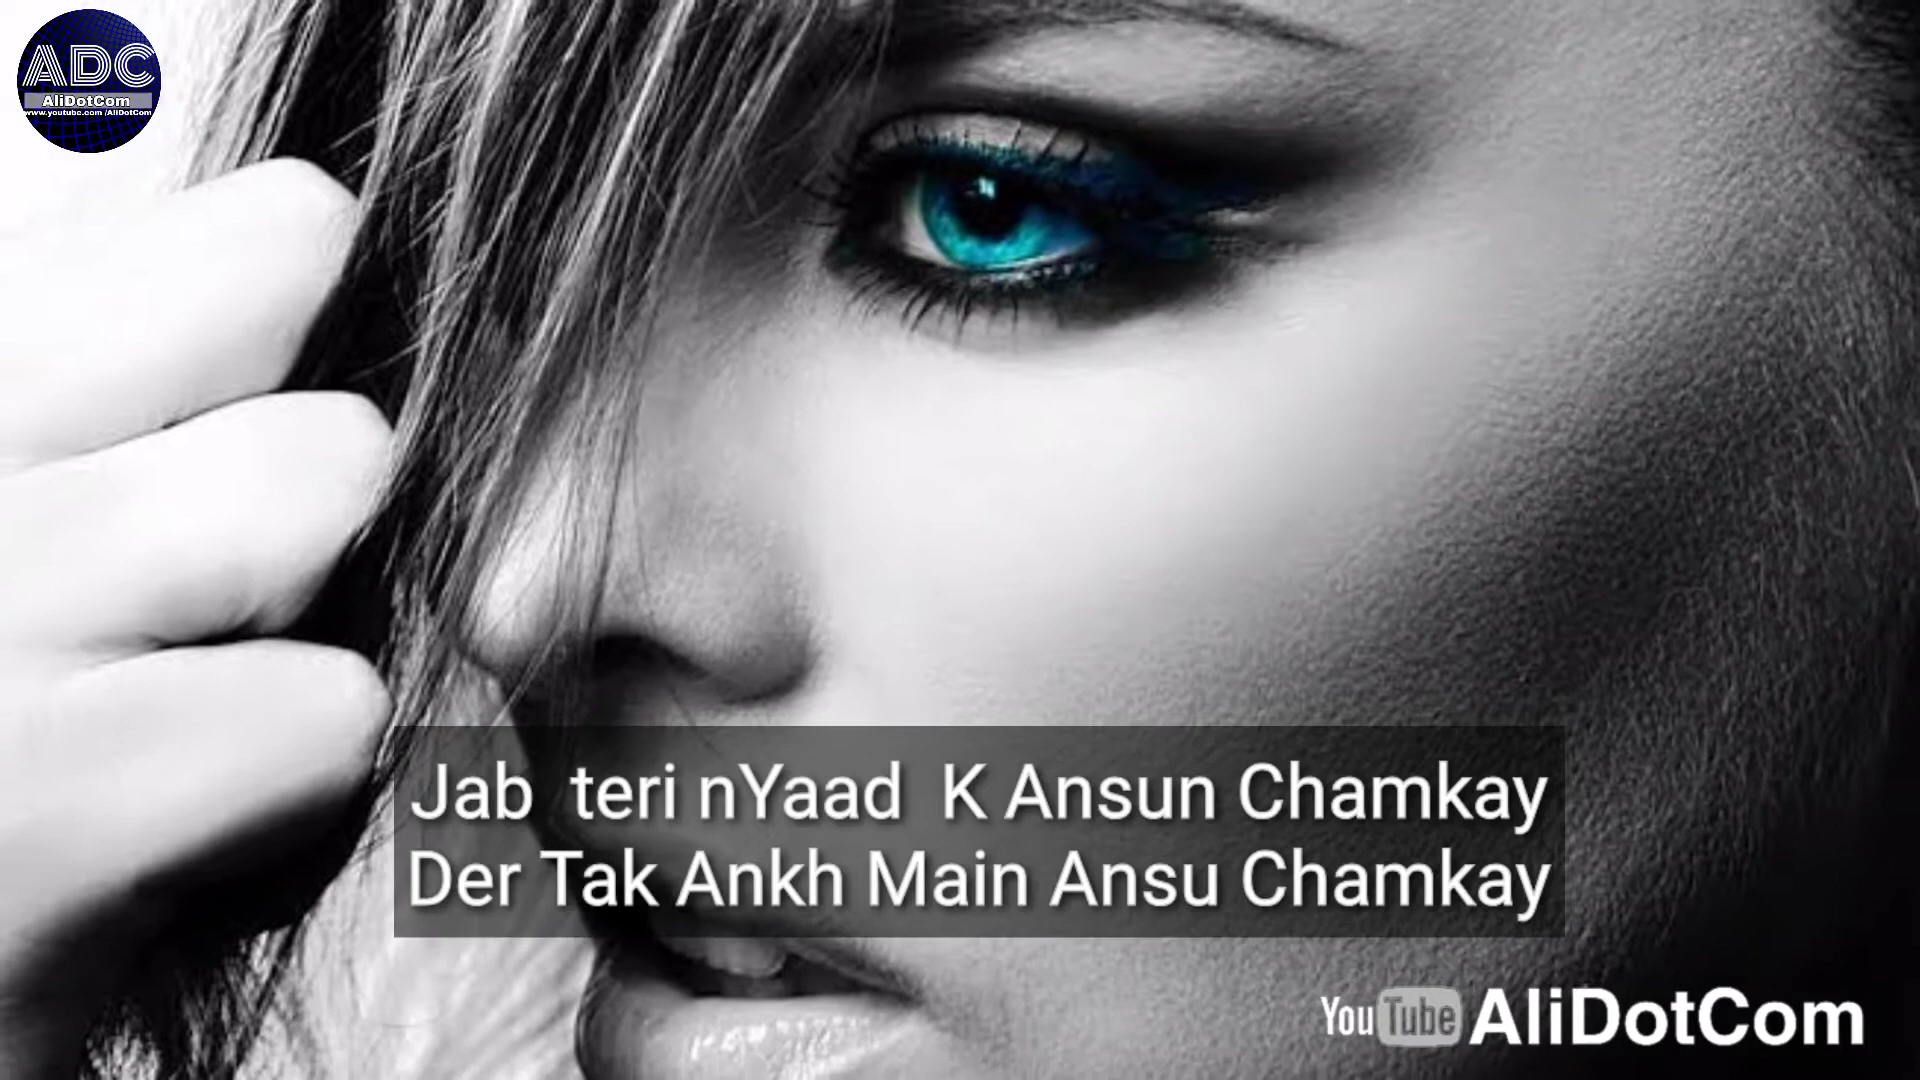 ADC
AliDotCom
www.youtube.com /AliDotCom
Jab  teri nYaad  K Ansun Chamkay
Der Tak Ankh Main Ansu Chamkay
YouTube AliDotCom